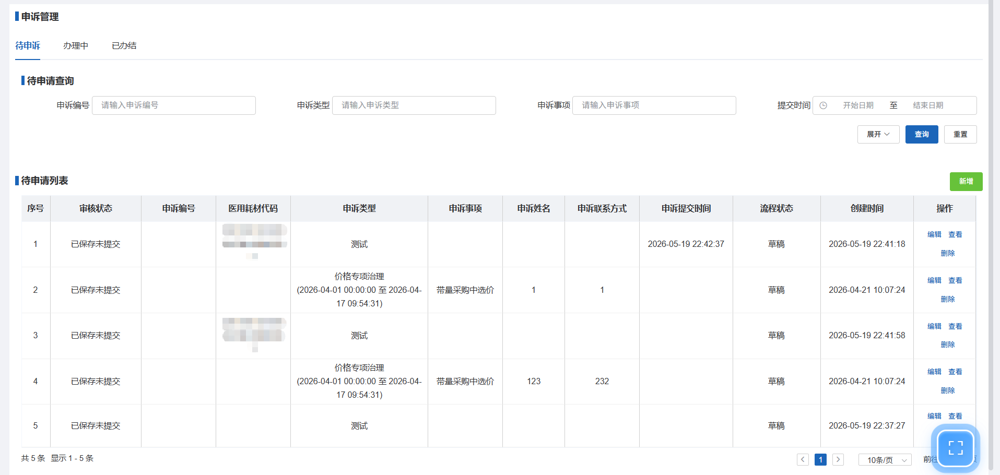 申诉管理
待申诉 办理中 已办结
待申请查询
申诉编号 请输入申诉编号 申诉类型 请输入申诉类型 申诉事项 请输入申诉事项 提交时间 开始日期 至 结束日期
展开 查询 重置
待申请列表 新增
序号 审核状态 申诉编号 医用耗材代码 申诉类型 申诉事项 申诉姓名 申诉联系方式 申诉提交时间 流程状态 创建时间 操作
1 已保存未提交 测试 2026-05-19 22:42:37 草稿 2026-05-19 22:41:18 编辑 查看
删除
价格专项治理
2 已保存未提交 (2026-04-01 00:00:00 至 2026-04- 带量采购中选价 1 1 草稿 2026-04-21 10:07:24 编辑 查看
17 09:54:31) 删除
3 已保存未提交 测试 草稿 2026-05-19 22:41:58 编辑 查看
删除
价格专项治理
4 已保存未提交 (2026-04-01 00:00:00 至 2026-04- 带量采购中选价 123 232 草稿 2026-04-21 10:07:24 编辑 查看
17 09:54:31) 删除
5 已保存未提交 测试 草稿 2026-05-19 22:37:27 编辑 查看
共 5 条 显示 1 - 5 条 1 10条/页 前往